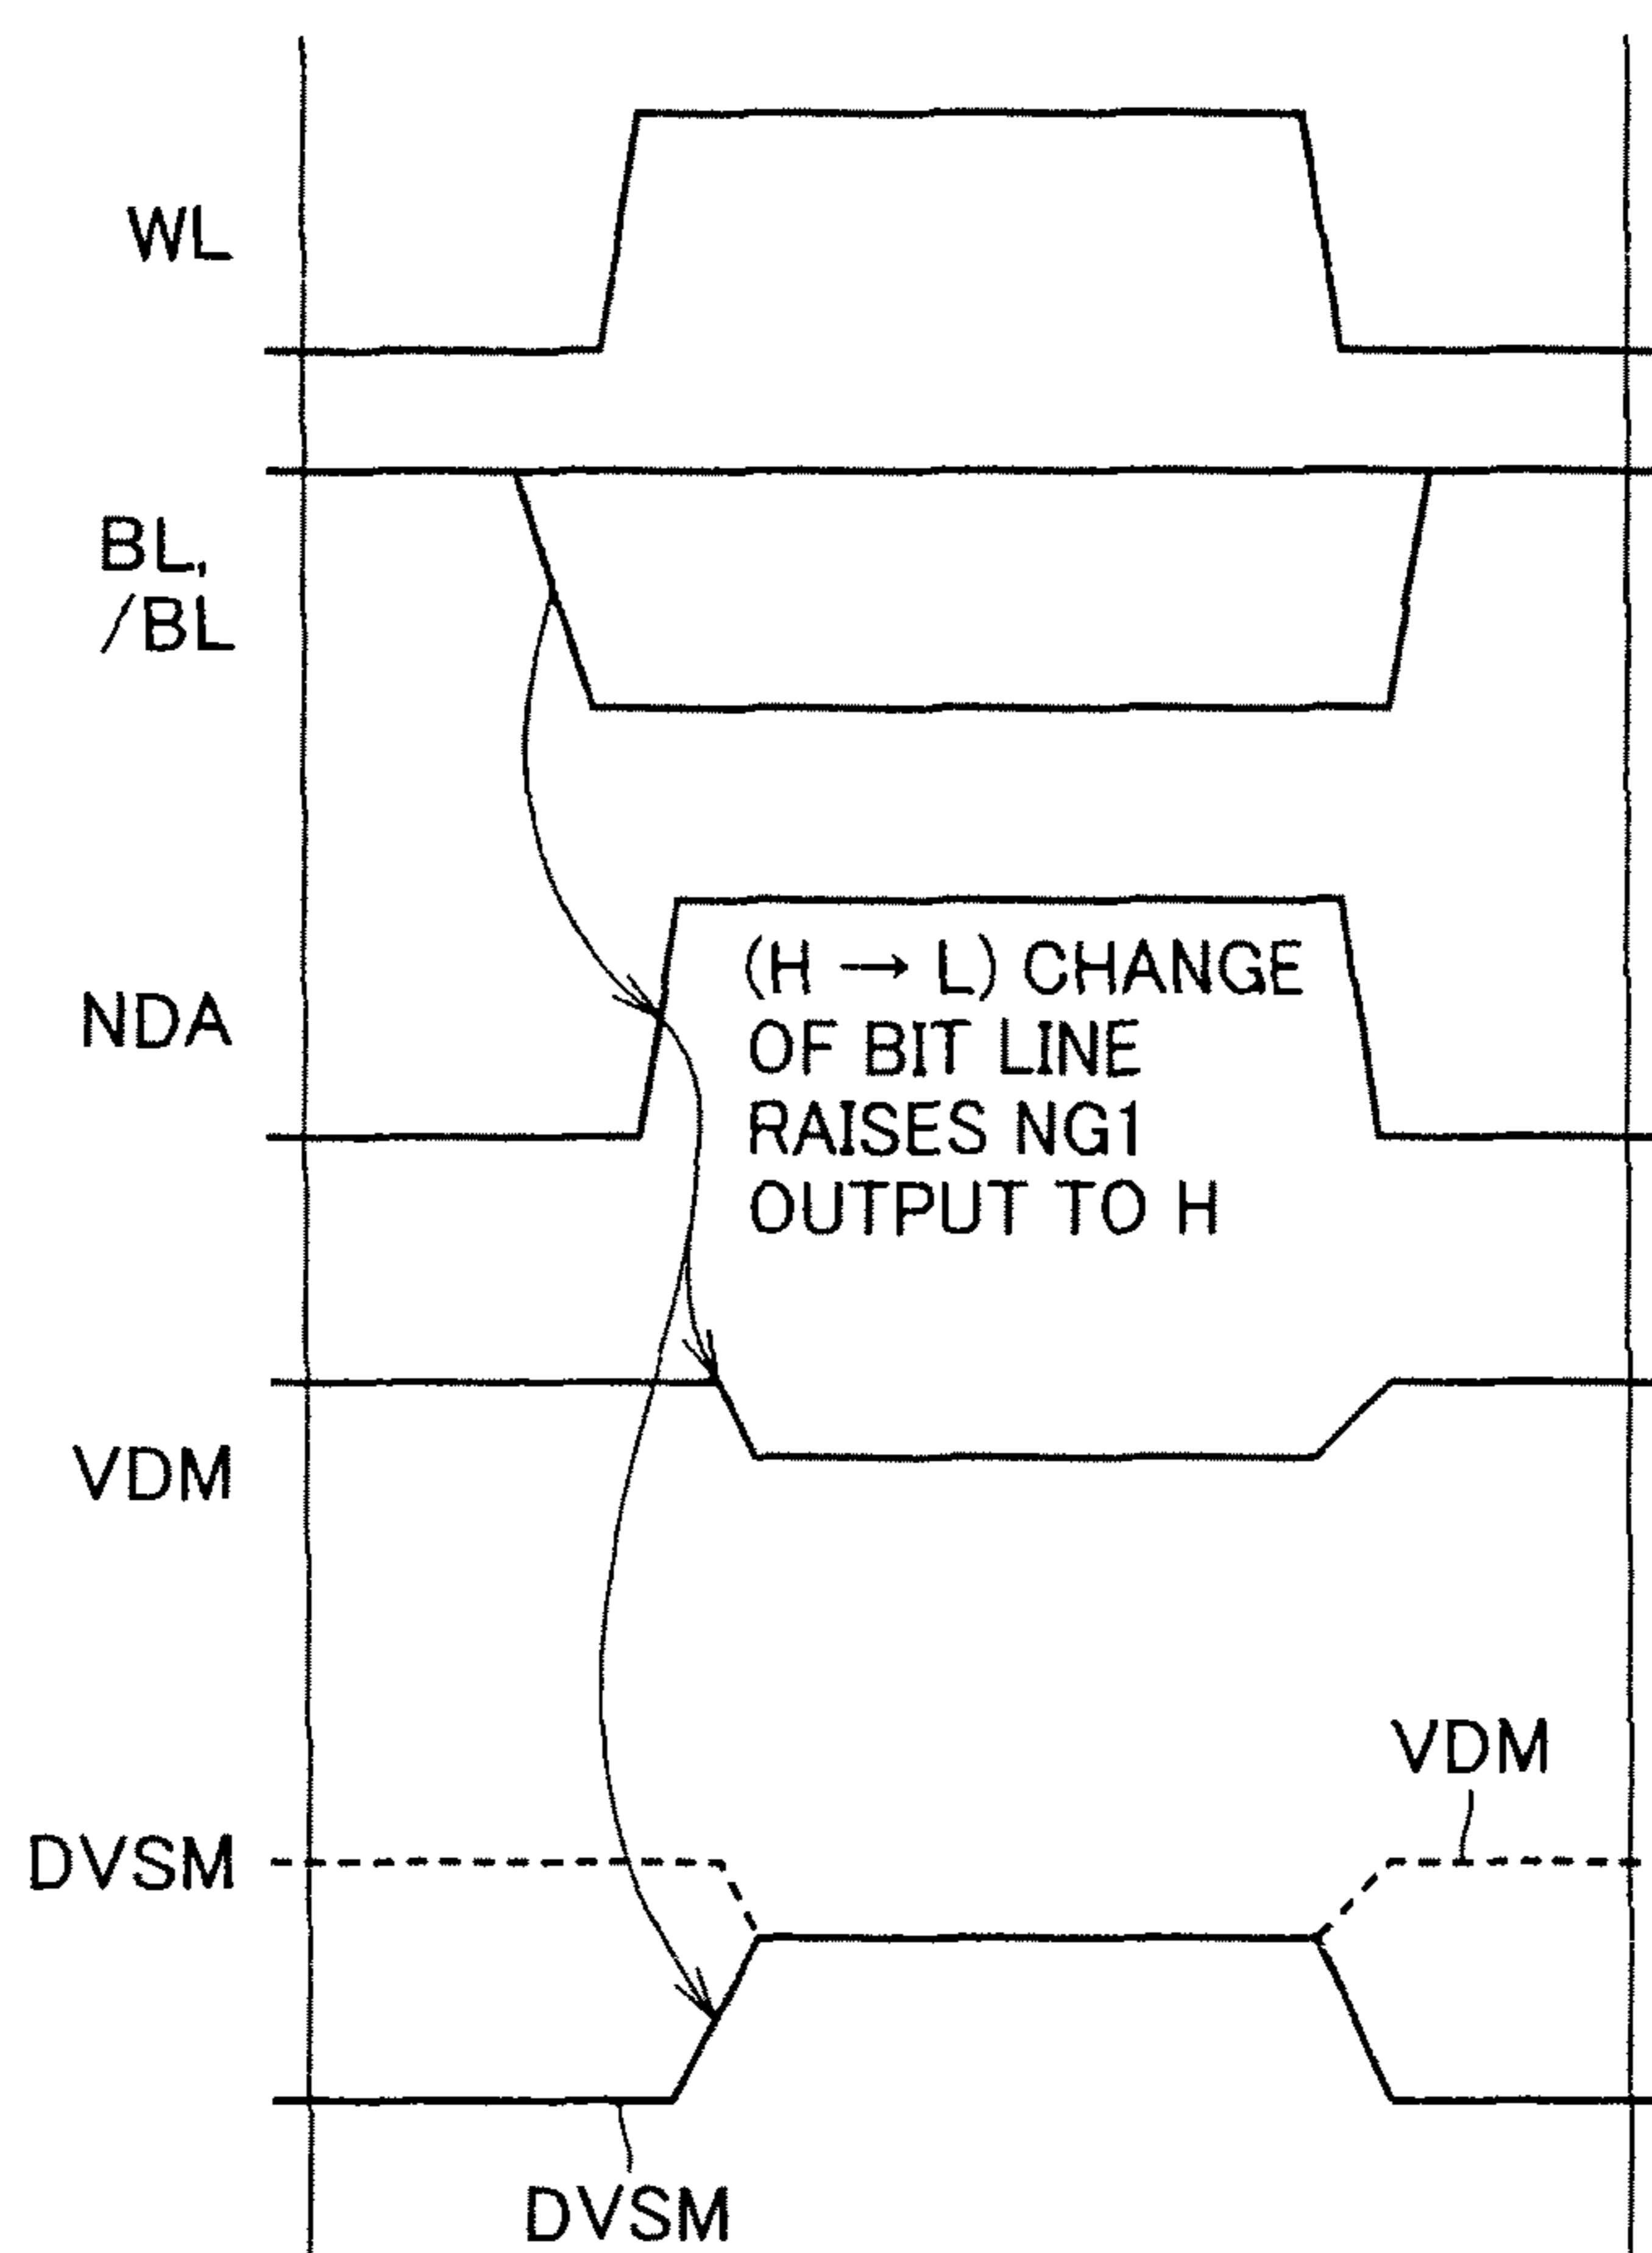 WL
BL,
/BL
NDA
(H → L) CHANGE
OF BIT LINE
RAISES NG1
OUTPUT TO H
VDM
VDM
DVSM
DVSM